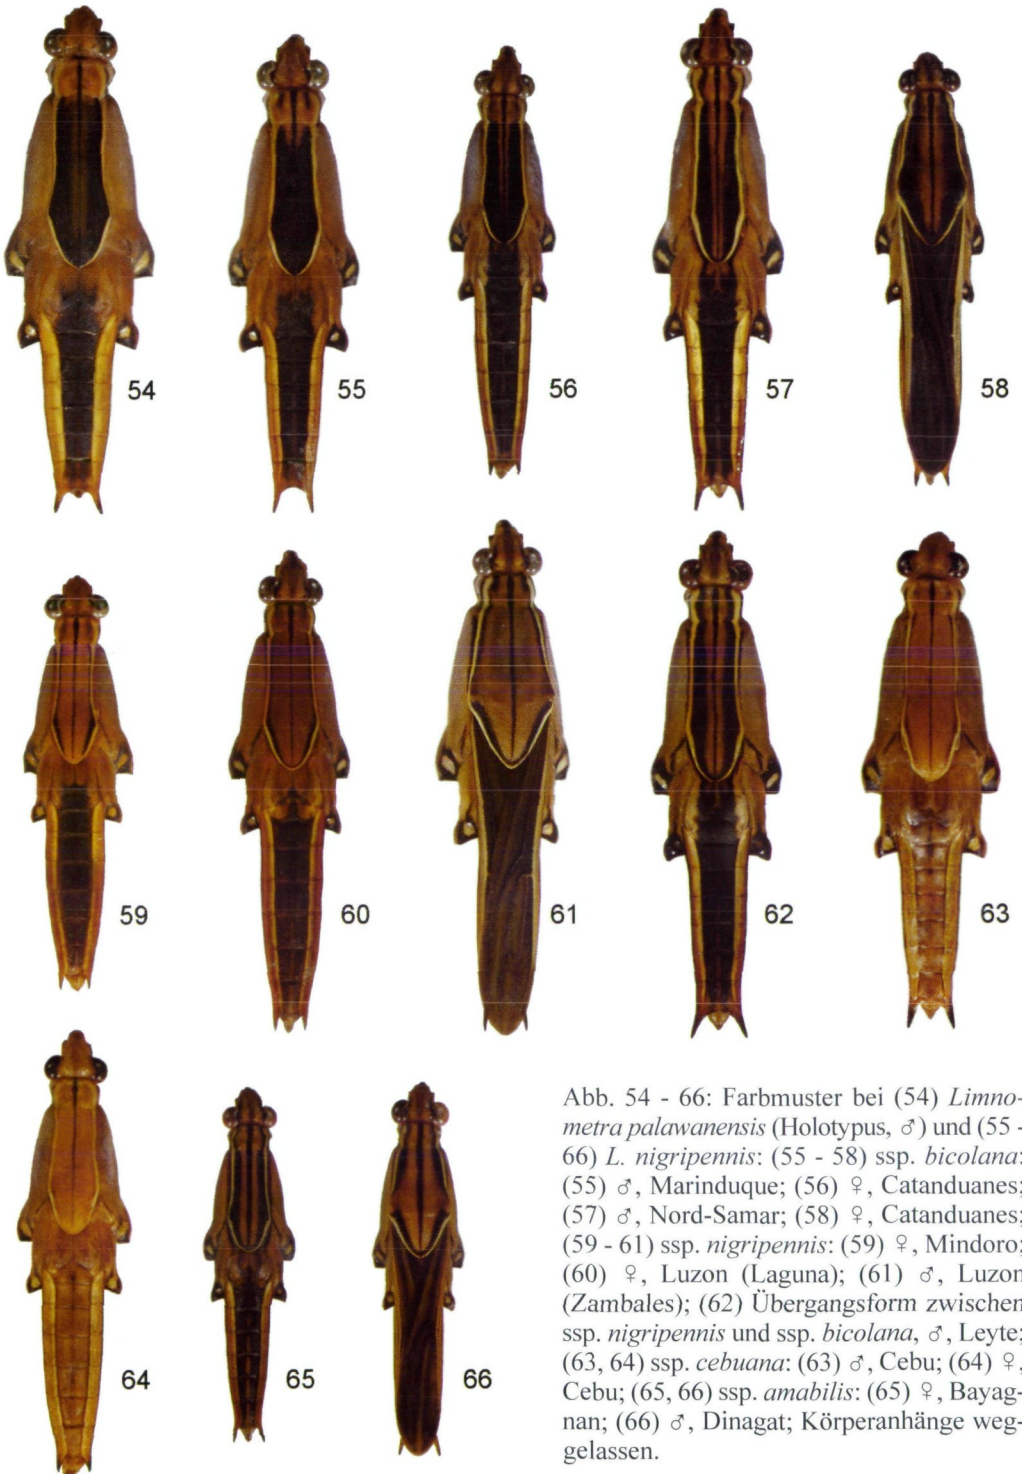 54
55
56
57
58
59
60
61
62
63
64
65
66
Abb. 54 - 66: Farbmuster bei (54) Limno-
metra palawanensis (Holotypus, ♂) und (55 -
66) L. nigripennis: (55 - 58) ssp. bicolana:
(55) ♂, Marinduque; (56) ♀, Catanduanes;
(57) ♂, Nord-Samar; (58) ♀, Catanduanes;
(59 - 61) ssp. nigripennis: (59) ♀, Mindoro;
(60) ♀, Luzon (Laguna); (61) ♂, Luzon
(Zambales); (62) Übergangsform zwischen
ssp. nigripennis und ssp. bicolana, ♂, Leyte;
(63, 64) ssp. cebuana: (63) ♂, Cebu; (64) ♀,
Cebu; (65, 66) ssp. amabilis: (65) ♀, Bayag-
nan; (66) ♂, Dinagat; Körperanhänge weg-
gelassen.